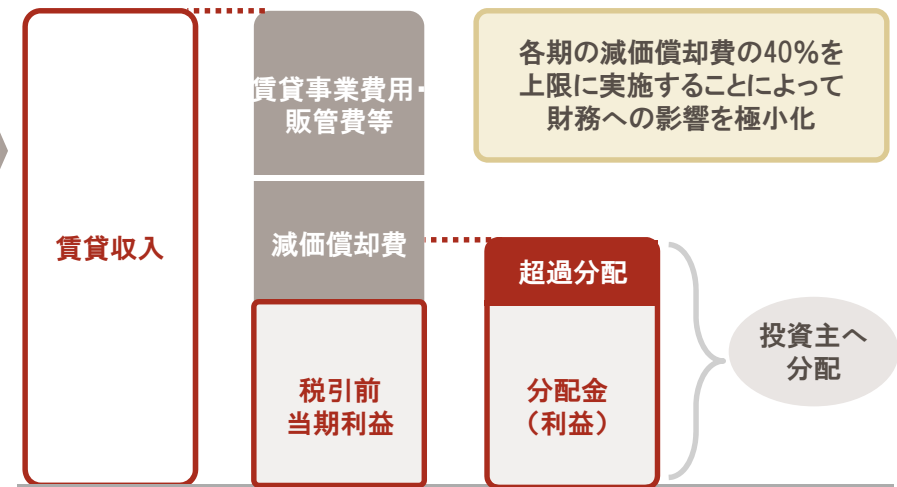 賃貸収入
賃貸事業費用・
販管費等
減価償却費
税引前
当期利益
各期の減価償却費の40％を
上限に実施することによって
財務への影響を極小化
超過分配
分配金
（利益）
投資主へ
分配